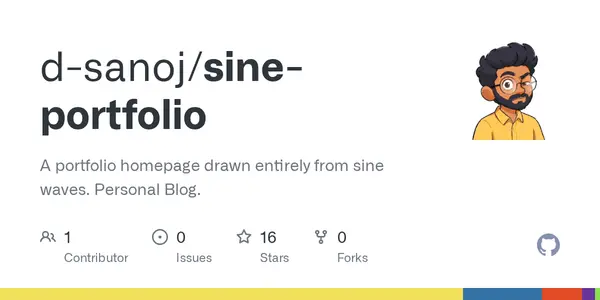 d-sanoj/sine-
portfolio
A portfolio homepage drawn entirely from sine
waves. Personal Blog.
1
Contributor
0
Issues
16
Stars
0
Forks